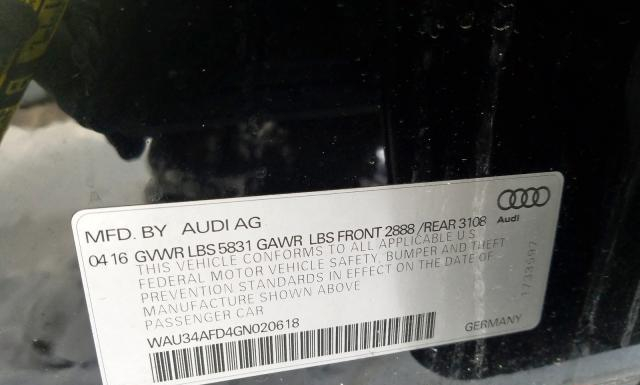 MFD. BY AUDI AG
04 16 GVWR LBS 5831 GAWR LBS FRONT 2888 /REAR 3108
THIS VEHICLE CONFORMS TO ALL APPLICABLE U.S
FEDERAL MOTOR VEHICLE SAFETY, BUMPER AND THEFT
PREVENTION STANDARDS IN EFFECT ON THE DATE OF
MANUFACTURE SHOWN ABOVE
PASSENGER CAR
WAU34AFD4GN020618
GERMANY
Audi